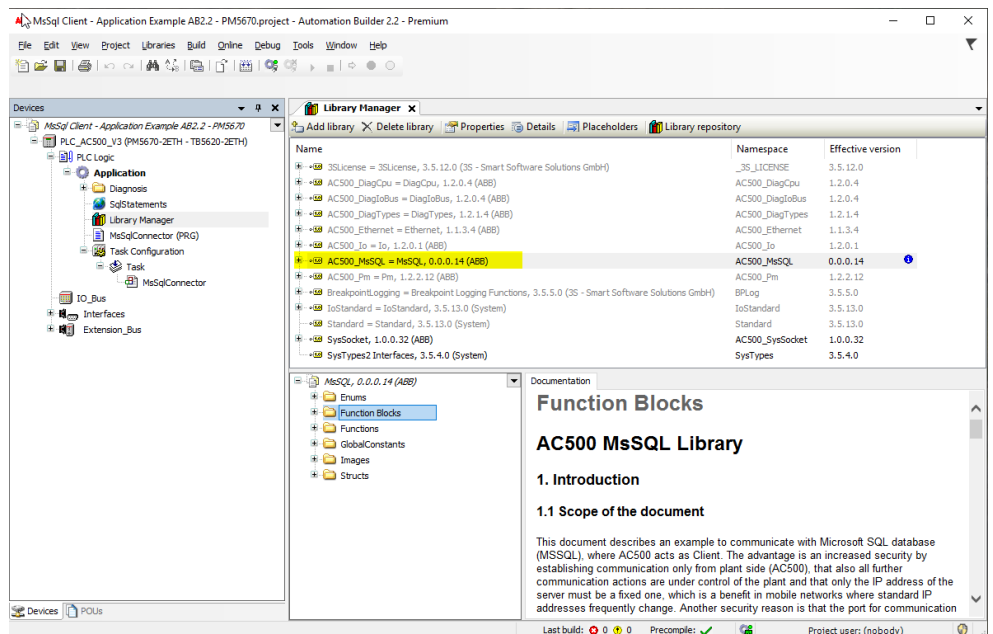 MsSql Client - Application Example AB2.2 - PM5670.project - Automation Builder 2.2 - Premium
File Edit View Project Libraries Build Online Debug Tools Window Help
Devices
MsSql Client - Application Example AB2.2 - PM5670
PLC_AC500_V3 (PM5670-2ETH - TB5620-2ETH)
PLC Logic
Application
Diagnosis
SqlStatements
Library Manager
MsSqlConnector (PRG)
Task Configuration
Task
MsSqlConnector
IO_Bus
Interfaces
Extension_Bus
Devices POUs
Library Manager
Add library Delete library Properties Details Placeholders Library repository
Name Namespace Effective version
3SLicense = 3SLicense, 3.5.12.0 (3S - Smart Software Solutions GmbH) _3S_LICENSE 3.5.12.0
AC500_DiagCpu = DiagCpu, 1.2.0.4 (ABB) AC500_DiagCpu 1.2.0.4
AC500_DiagIoBus = DiagIoBus, 1.2.0.4 (ABB) AC500_DiagIoBus 1.2.0.4
AC500_DiagTypes = DiagTypes, 1.2.1.4 (ABB) AC500_DiagTypes 1.2.1.4
AC500_Ethernet = Ethernet, 1.1.3.4 (ABB) AC500_Ethernet 1.1.3.4
AC500_Io = Io, 1.2.0.1 (ABB) AC500_Io 1.2.0.1
AC500_MsSQL = MsSQL, 0.0.0.14 (ABB) AC500_MsSQL 0.0.0.14
AC500_Pm = Pm, 1.2.2.12 (ABB) AC500_Pm 1.2.2.12
BreakpointLogging = Breakpoint Logging Functions, 3.5.5.0 (3S - Smart Software Solutions GmbH) BPLog 3.5.5.0
IoStandard = IoStandard, 3.5.13.0 (System) IoStandard 3.5.13.0
Standard = Standard, 3.5.13.0 (System) Standard 3.5.13.0
SysSocket, 1.0.0.32 (ABB) AC500_SysSocket 1.0.0.32
SysTypes2 Interfaces, 3.5.4.0 (System) SysTypes 3.5.4.0
MsSQL, 0.0.0.14 (ABB)
Enums
Function Blocks
Functions
GlobalConstants
Images
Structs
Documentation
Function Blocks
AC500 MsSQL Library
1. Introduction
1.1 Scope of the document
This document describes an example to communicate with Microsoft SQL database
(MSSQL), where AC500 acts as Client. The advantage is an increased security by
establishing communication only from plant side (AC500), that also all further
communication actions are under control of the plant and that only the IP address of the
server must be a fixed one, which is a benefit in mobile networks where standard IP
addresses frequently change. Another security reason is that the port for communication
Last build: 0 0 Precompile: Project user: (nobody)